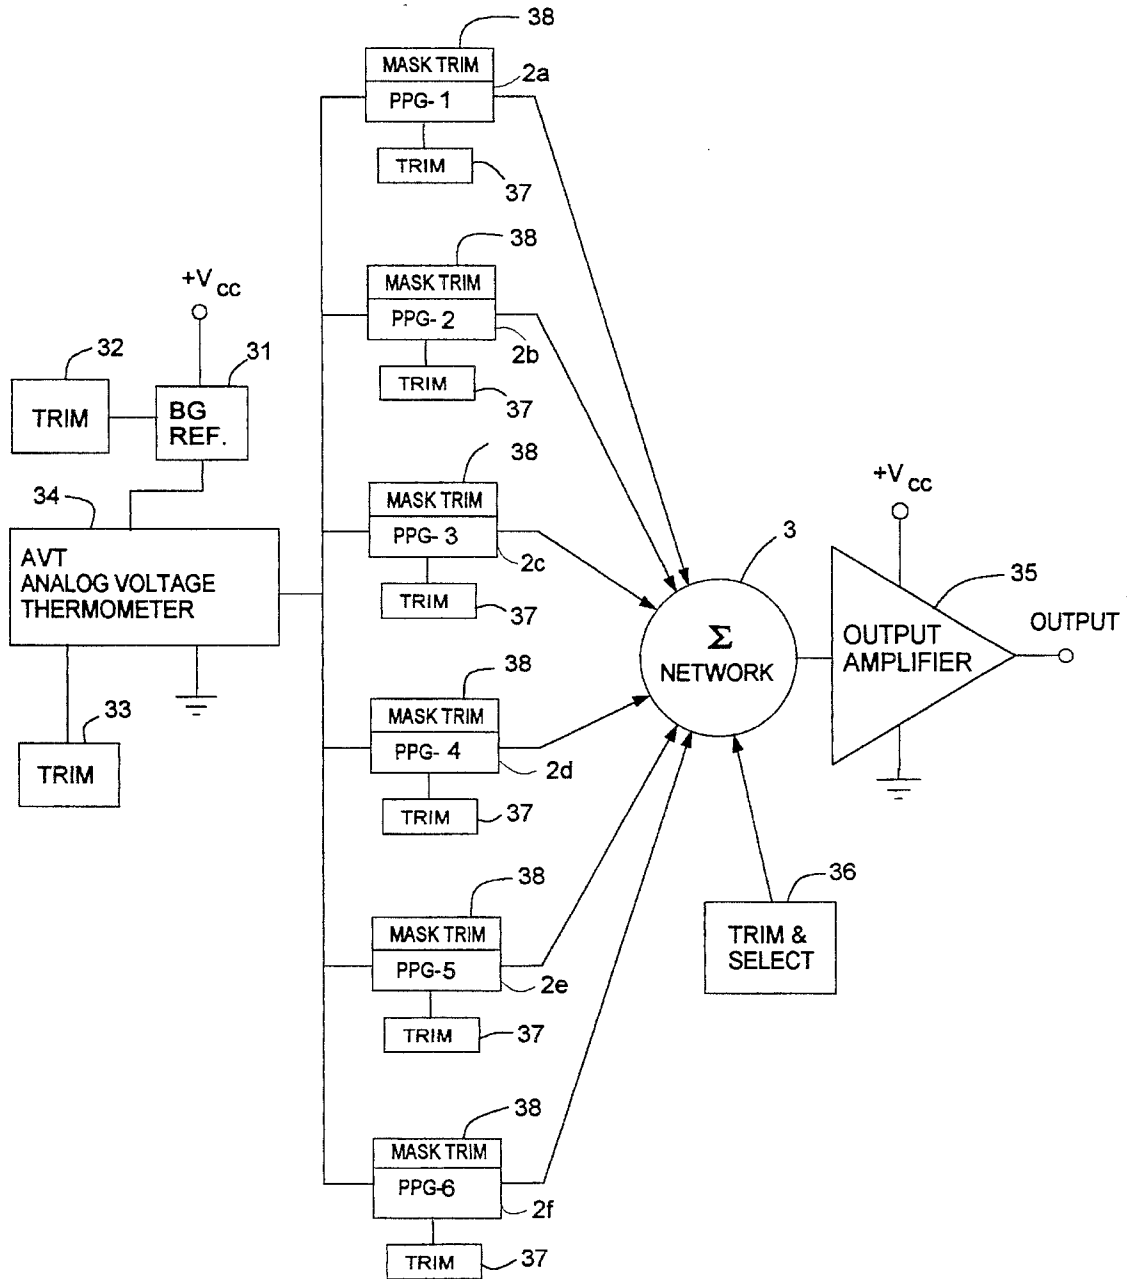 38
MASK TRIM
2a
PPG-1
TRIM
37
38
MASK TRIM
PPG-2
2b
TRIM
37
+V CC
32
31
TRIM
BG
REF.
38
MASK TRIM
PPG-3
2c
TRIM
37
34
AVT
ANALOG VOLTAGE
THERMOMETER
33
TRIM
38
MASK TRIM
PPG-4
2d
TRIM
37
3
Σ
NETWORK
+V CC
35
OUTPUT
AMPLIFIER
OUTPUT
36
TRIM &
SELECT
38
MASK TRIM
PPG-5
2e
TRIM
37
38
MASK TRIM
PPG-6
2f
TRIM
37